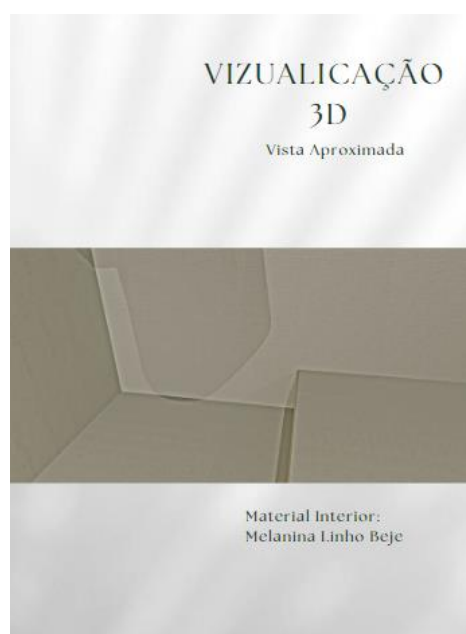 VIZUALICAÇÃO
3D
Vista Aproximada
Material Interior:
Melanina Linho Beje